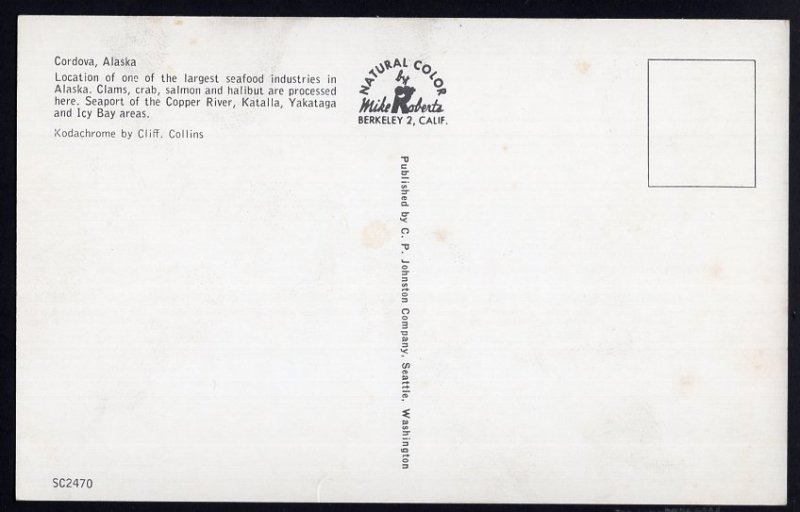 Cordova, Alaska
Location of one of the largest seafood industries in
Alaska. Clams, crab, salmon and halibut are processed
here. Seaport of the Copper River, Katalla, Yakataga
and Icy Bay areas.
Kodachrome by Cliff. Collins
NATURAL COLOR
by
Mike Roberts
BERKELEY 2, CALIF.
Published by C. P. Johnston Company, Seattle, Washington
SC2470